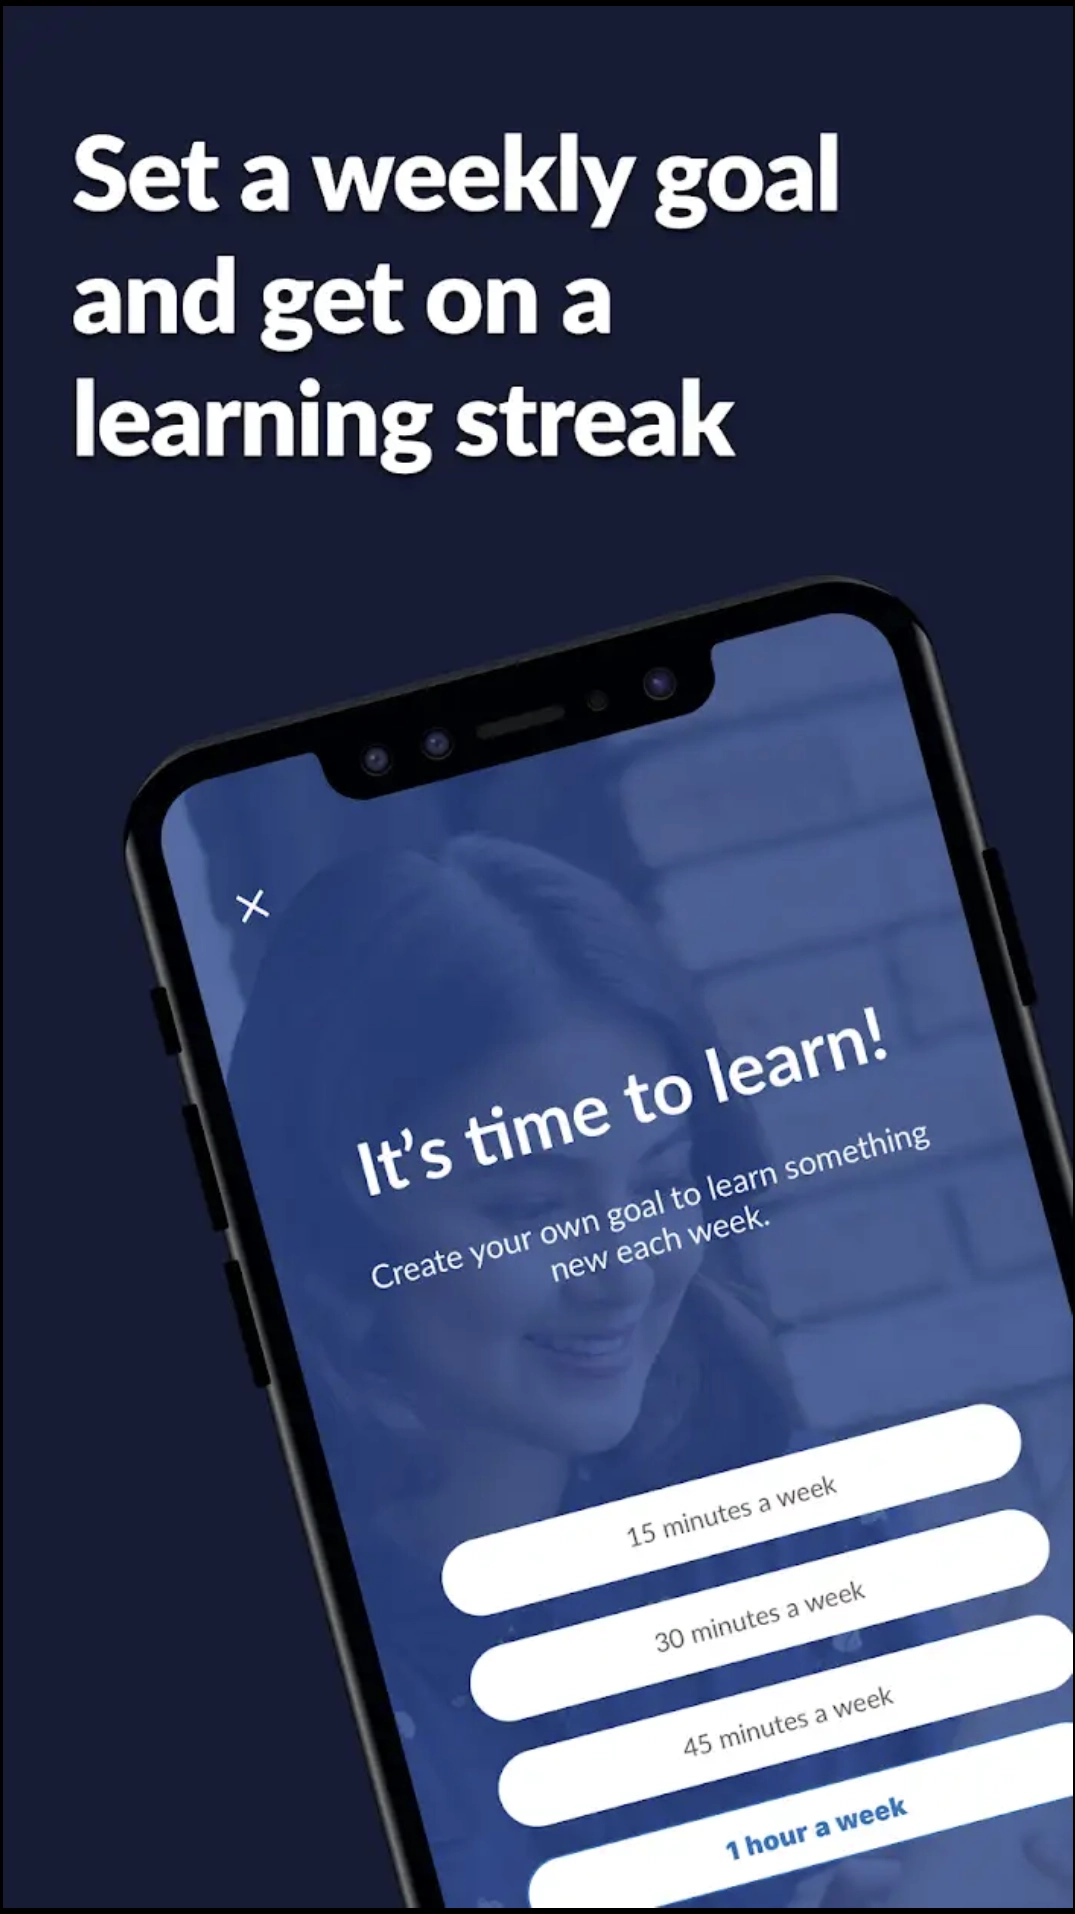 Set a weekly goal
and get on a
learning streak
It's time to learn!
Create your own goal to learn something
new each week.
15 minutes a week
30 minutes a week
45 minutes a week
1 hour a week